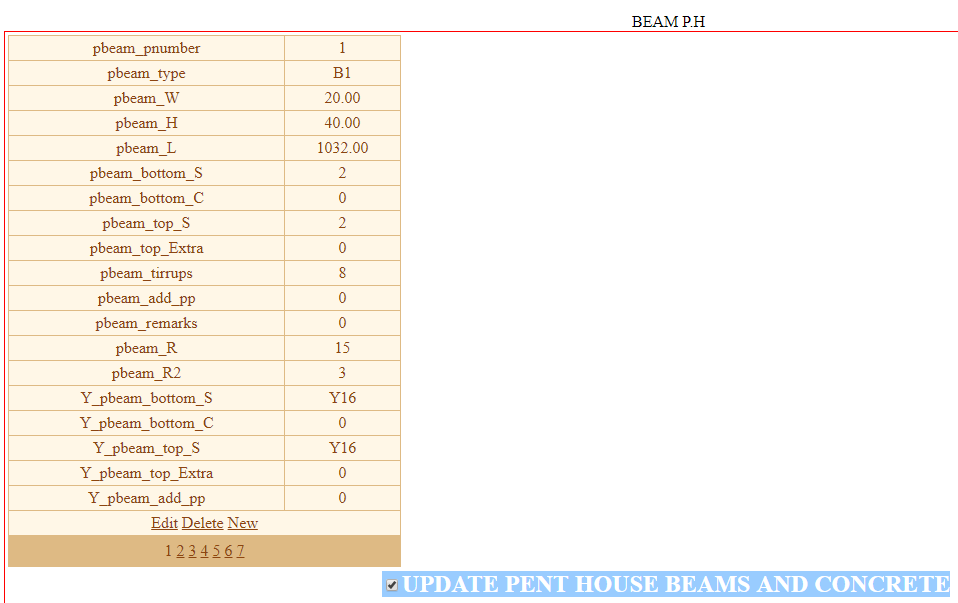 BEAM P.H
pbeam_pnumber 1
pbeam_type B1
pbeam_W 20.00
pbeam_H 40.00
pbeam_L 1032.00
pbeam_bottom_S 2
pbeam_bottom_C 0
pbeam_top_S 2
pbeam_top_Extra 0
pbeam_tirrups 8
pbeam_add_pp 0
pbeam_remarks 0
pbeam_R 15
pbeam_R2 3
Y_pbeam_bottom_S Y16
Y_pbeam_bottom_C 0
Y_pbeam_top_S Y16
Y_pbeam_top_Extra 0
Y_pbeam_add_pp 0
Edit Delete New
1 2 3 4 5 6 7
UPDATE PENT HOUSE BEAMS AND CONCRETE